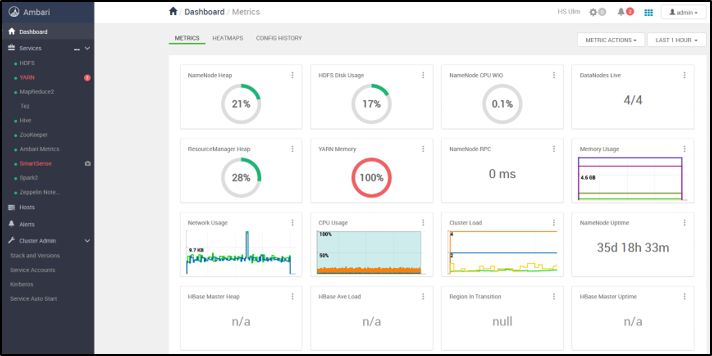 Ambari
Dashboard / Metrics
HS Ulm
0
2
admin
Dashboard
Services
HDFS
YARN
1
MapReduce2
Tez
Hive
ZooKeeper
Ambari Metrics
SmartSense
Spark2
Zeppelin Note...
Hosts
Alerts
Cluster Admin
Stack and Versions
Service Accounts
Kerberos
Service Auto Start
METRICS
HEATMAPS
CONFIG HISTORY
METRIC ACTIONS
LAST 1 HOUR
NameNode Heap
21%
HDFS Disk Usage
17%
NameNode CPU WIO
0.1%
DataNodes Live
4/4
ResourceManager Heap
28%
YARN Memory
100%
NameNode RPC
0 ms
Memory Usage
4.6 GB
Network Usage
9.7 KB
CPU Usage
100%
50%
Cluster Load
4
2
NameNode Uptime
35d 18h 33m
HBase Master Heap
n/a
HBase Ave Load
n/a
Region In Transition
null
HBase Master Uptime
n/a